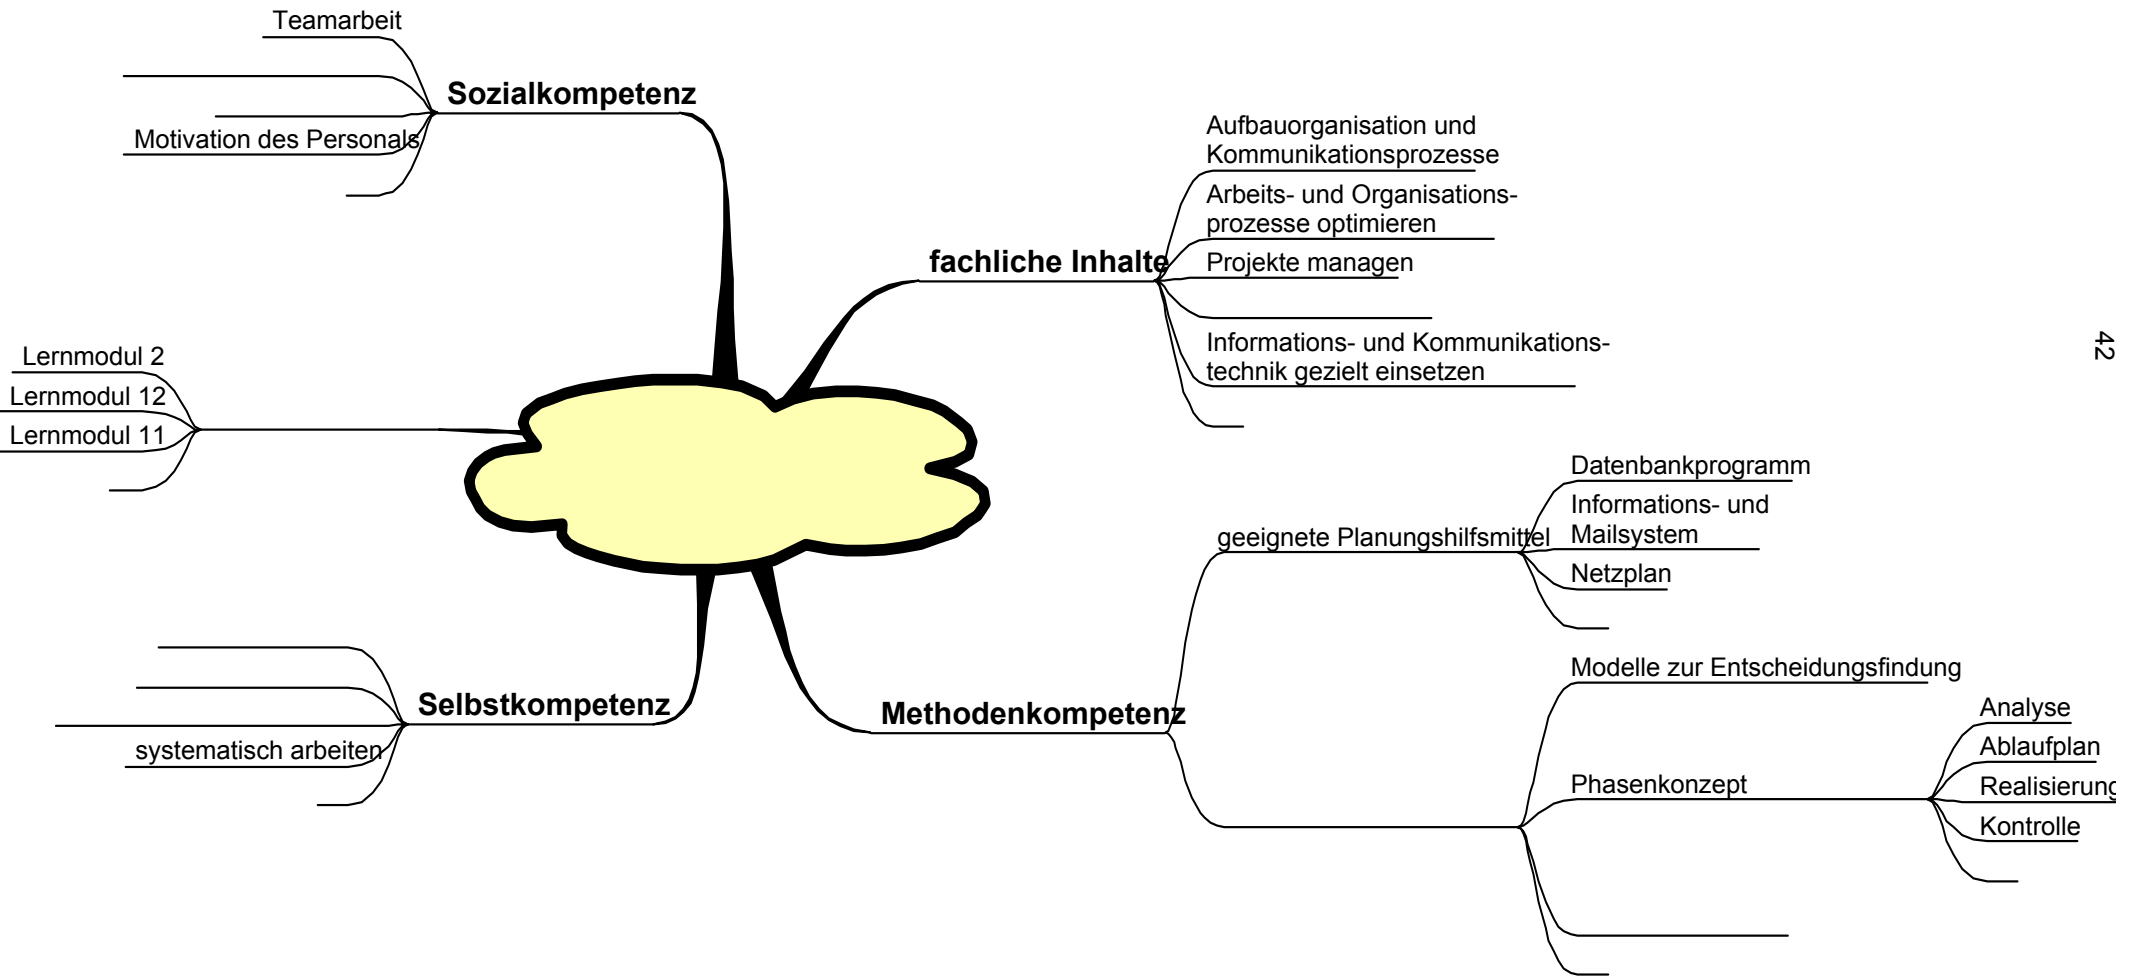 Teamarbeit
Sozialkompetenz
Motivation des Personals
Aufbauorganisation und
Kommunikationsprozesse
Arbeits- und Organisations-
prozesse optimieren
fachliche Inhalte
Projekte managen
Informations- und Kommunikations-
technik gezielt einsetzen
42
Lernmodul 2
Lernmodul 12
Lernmodul 11
Datenbankprogramm
Informations- und
Mailsystem
geeignete Planungshilfsmittel
Netzplan
Selbstkompetenz
systematisch arbeiten
Methodenkompetenz
Modelle zur Entscheidungsfindung
Phasenkonzept
Analyse
Ablaufplan
Realisierung
Kontrolle